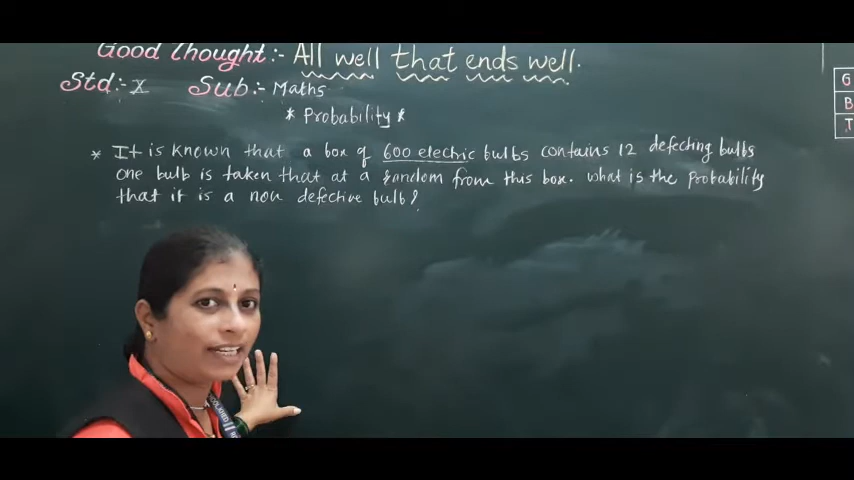 Good Thought:- All well that ends well.
Std:- X Sub:- Maths
* Probability *
* It is known that a box of 600 electric bulbs contains 12 defecting bulbs
one bulb is taken that at a random from this box. what is the probability
that it is a non defective bulb?
G
B
T